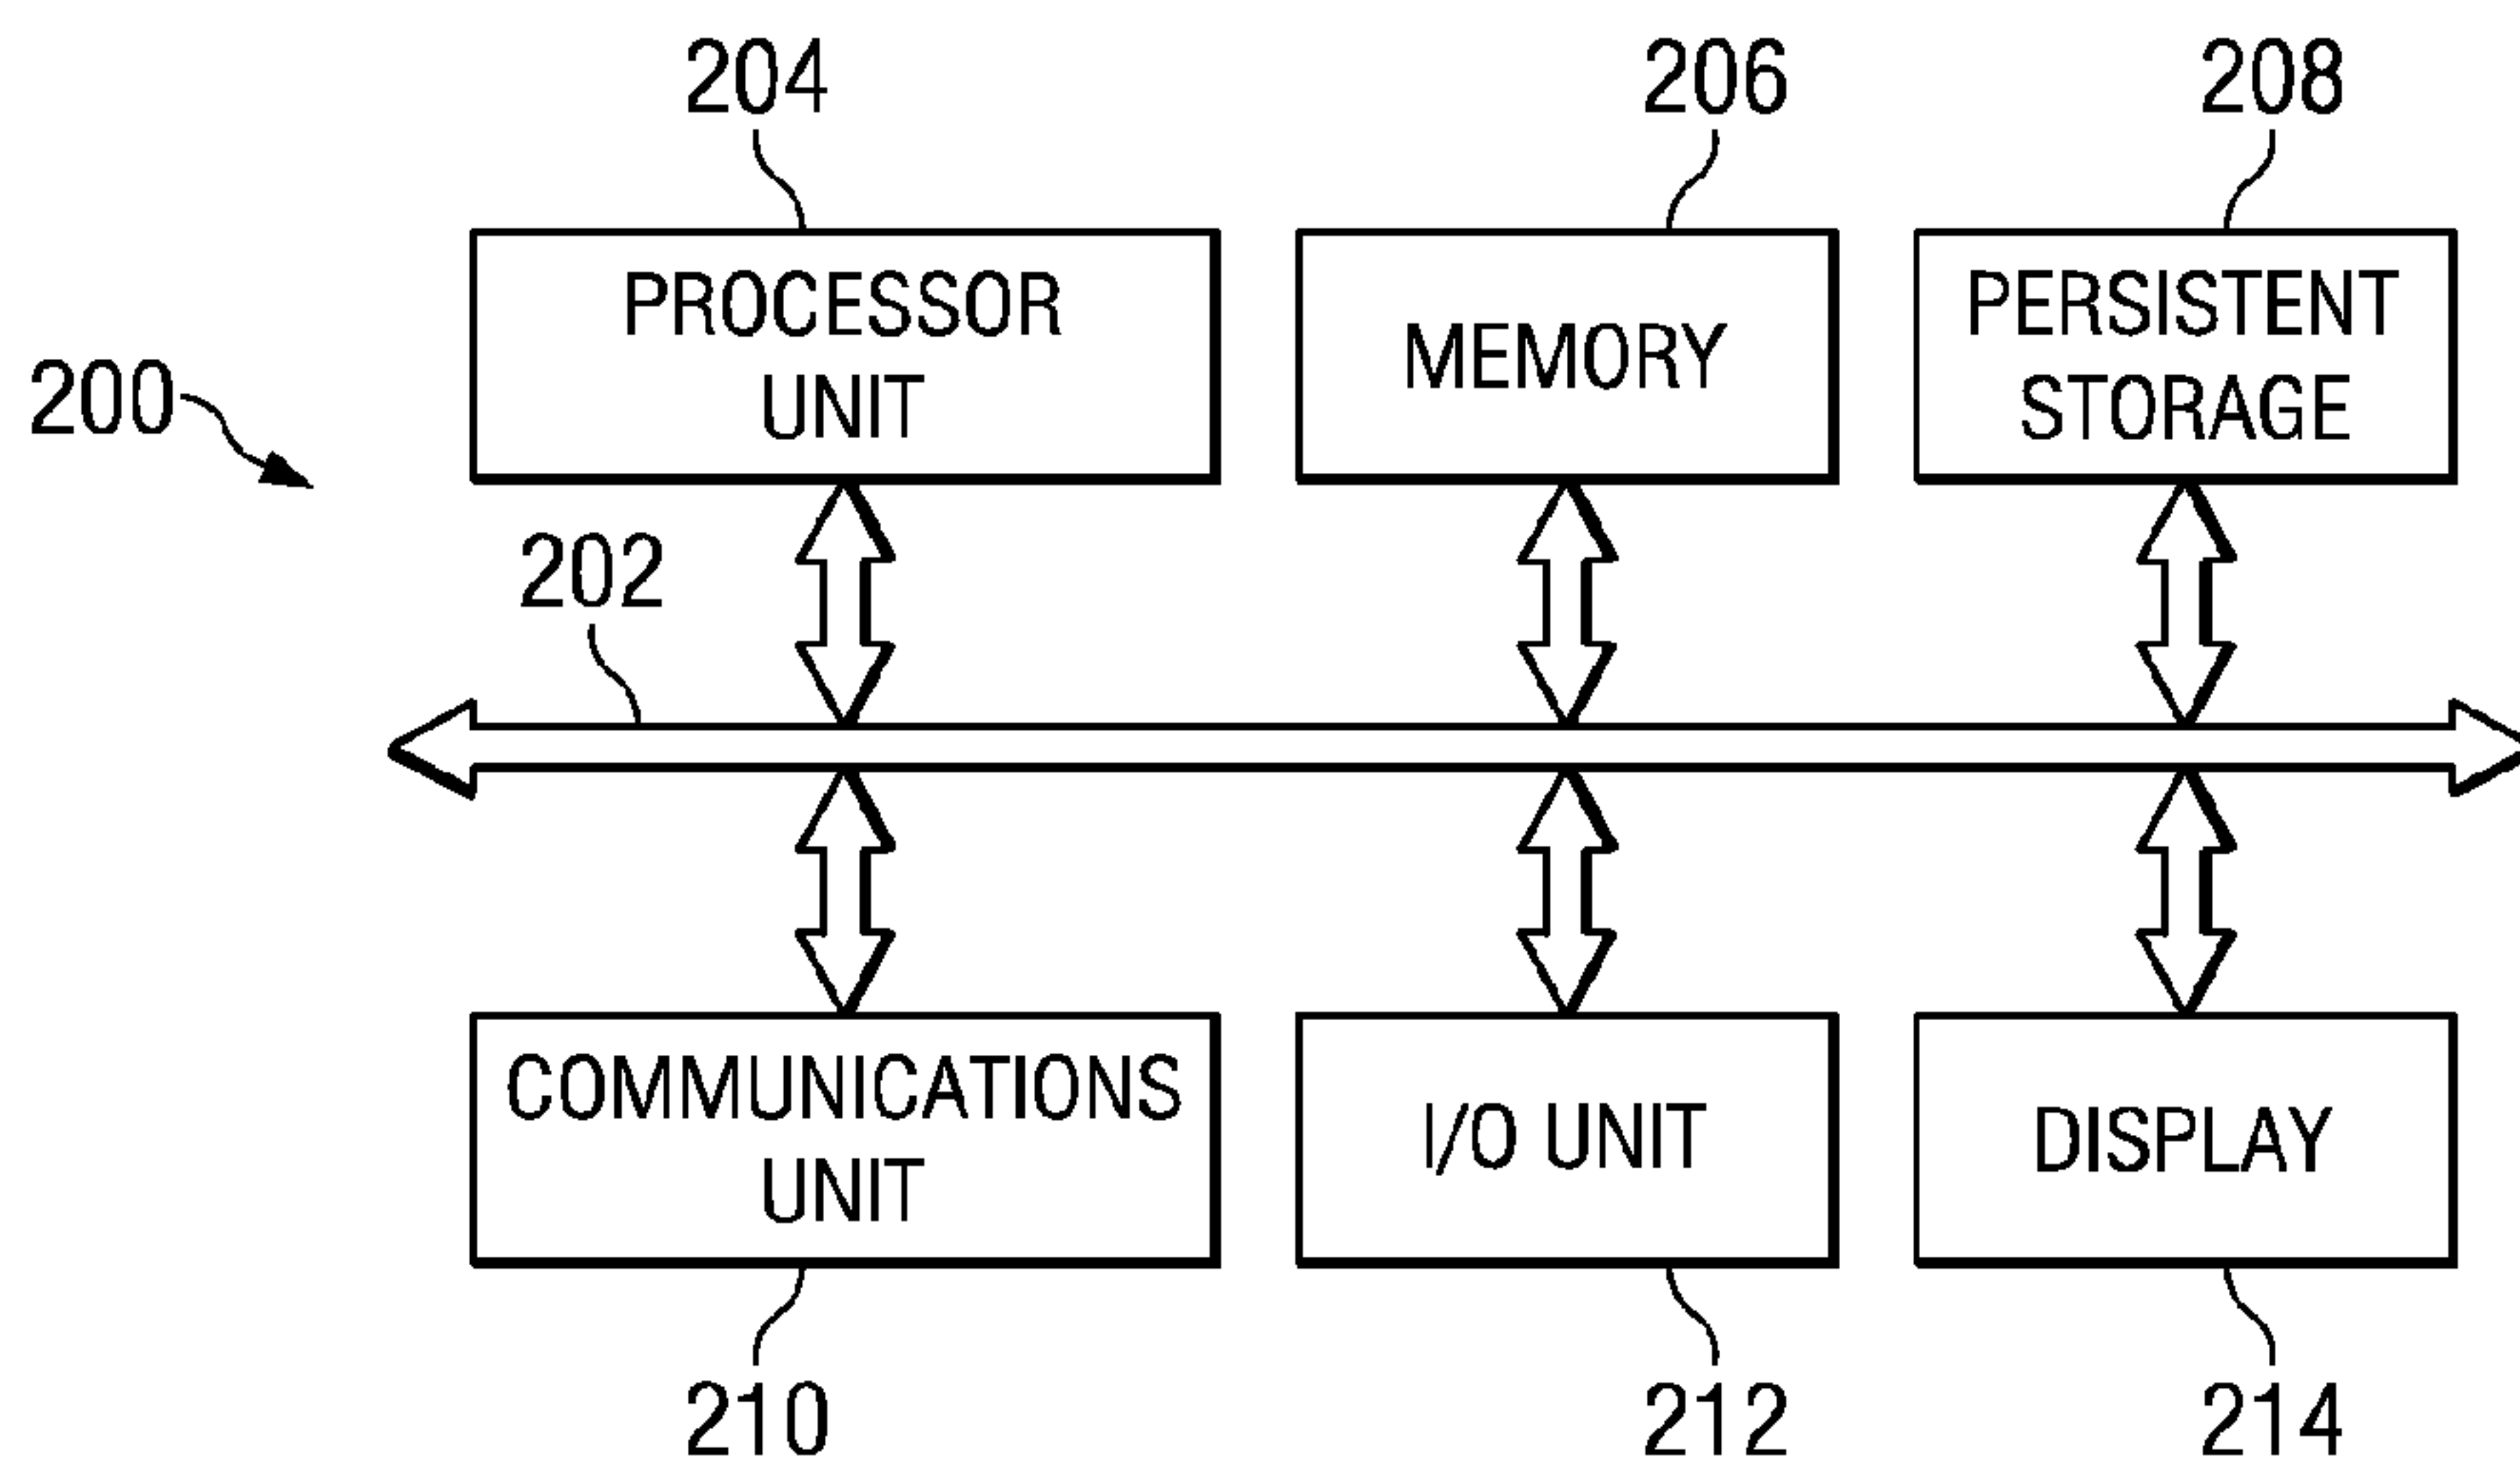 204
206
208
PROCESSOR
UNIT
MEMORY
PERSISTENT
STORAGE
200
202
COMMUNICATIONS
UNIT
I/O UNIT
DISPLAY
210
212
214